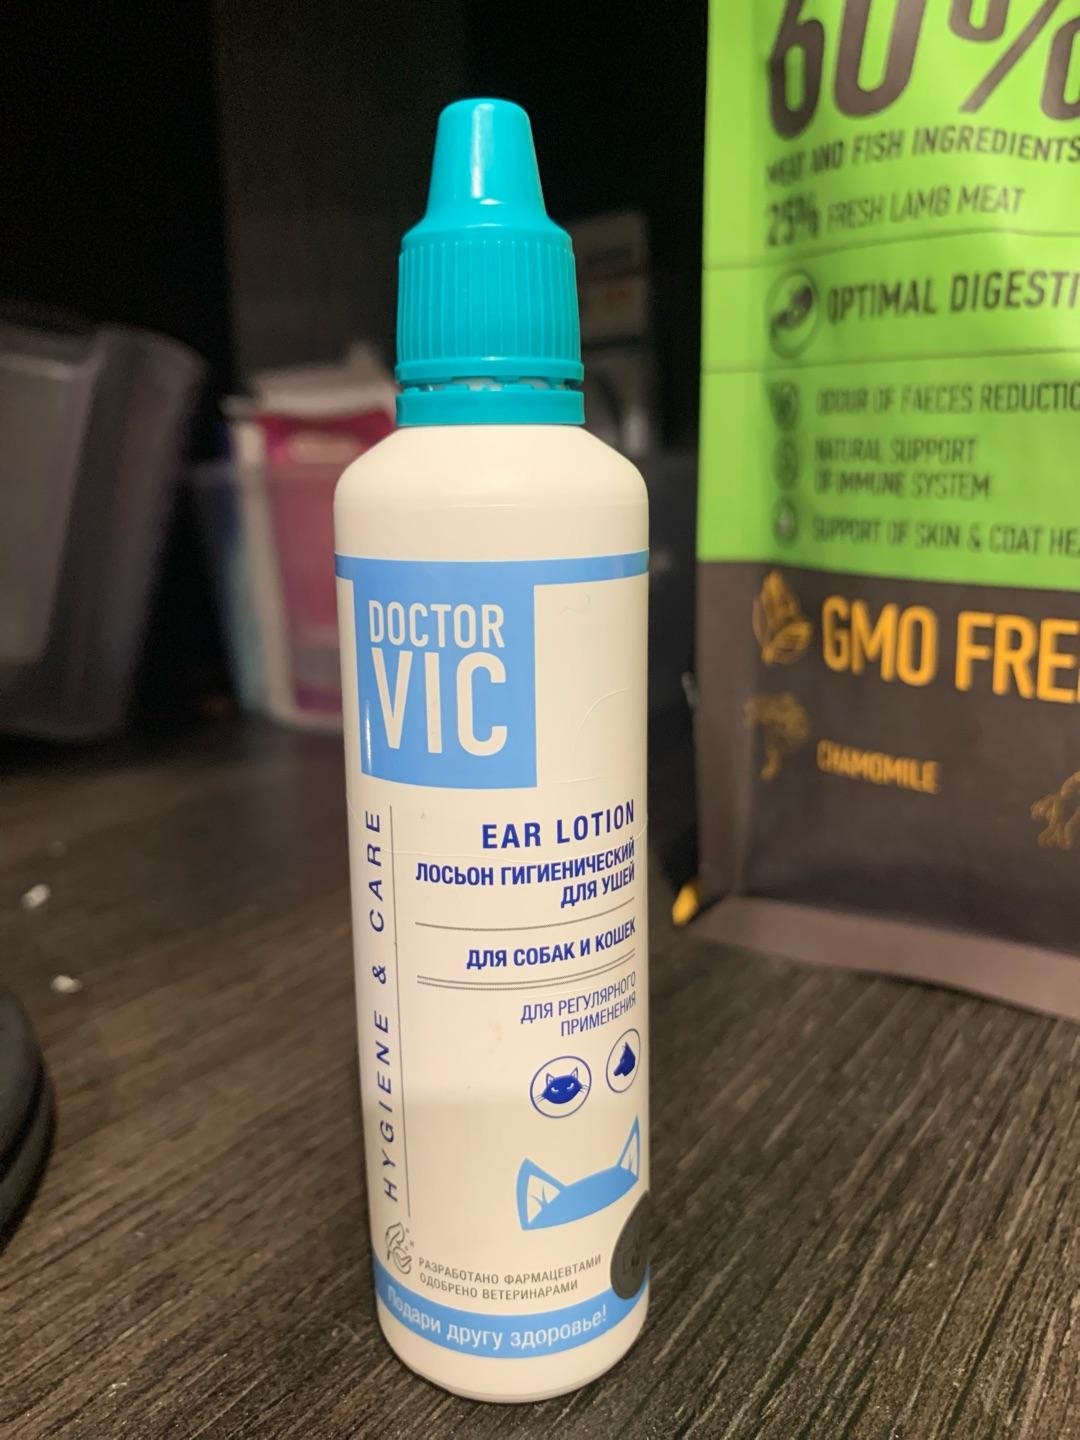 DOCTOR
VIC
HYGIENE & CARE
EAR LOTION
ЛОСЬОН ГИГИЕНИЧЕСКИЙ
ДЛЯ УШЕЙ
ДЛЯ СОБАК И КОШЕК
ДЛЯ РЕГУЛЯРНОГО
ПРИМЕНЕНИЯ
РАЗРАБОТАНО ФАРМАЦЕВТАМИ
ОДОБРЕНО ВЕТЕРИНАРАМИ
Подари другу здоровье!
60%
MEAT AND FISH INGREDIENTS
25% FRESH LAMB MEAT
OPTIMAL DIGESTI
ODOUR OF FAECES REDUCTIO
NATURAL SUPPORT
OF IMMUNE SYSTEM
SUPPORT OF SKIN & COAT HE
GMO FREE
CHAMOMILE